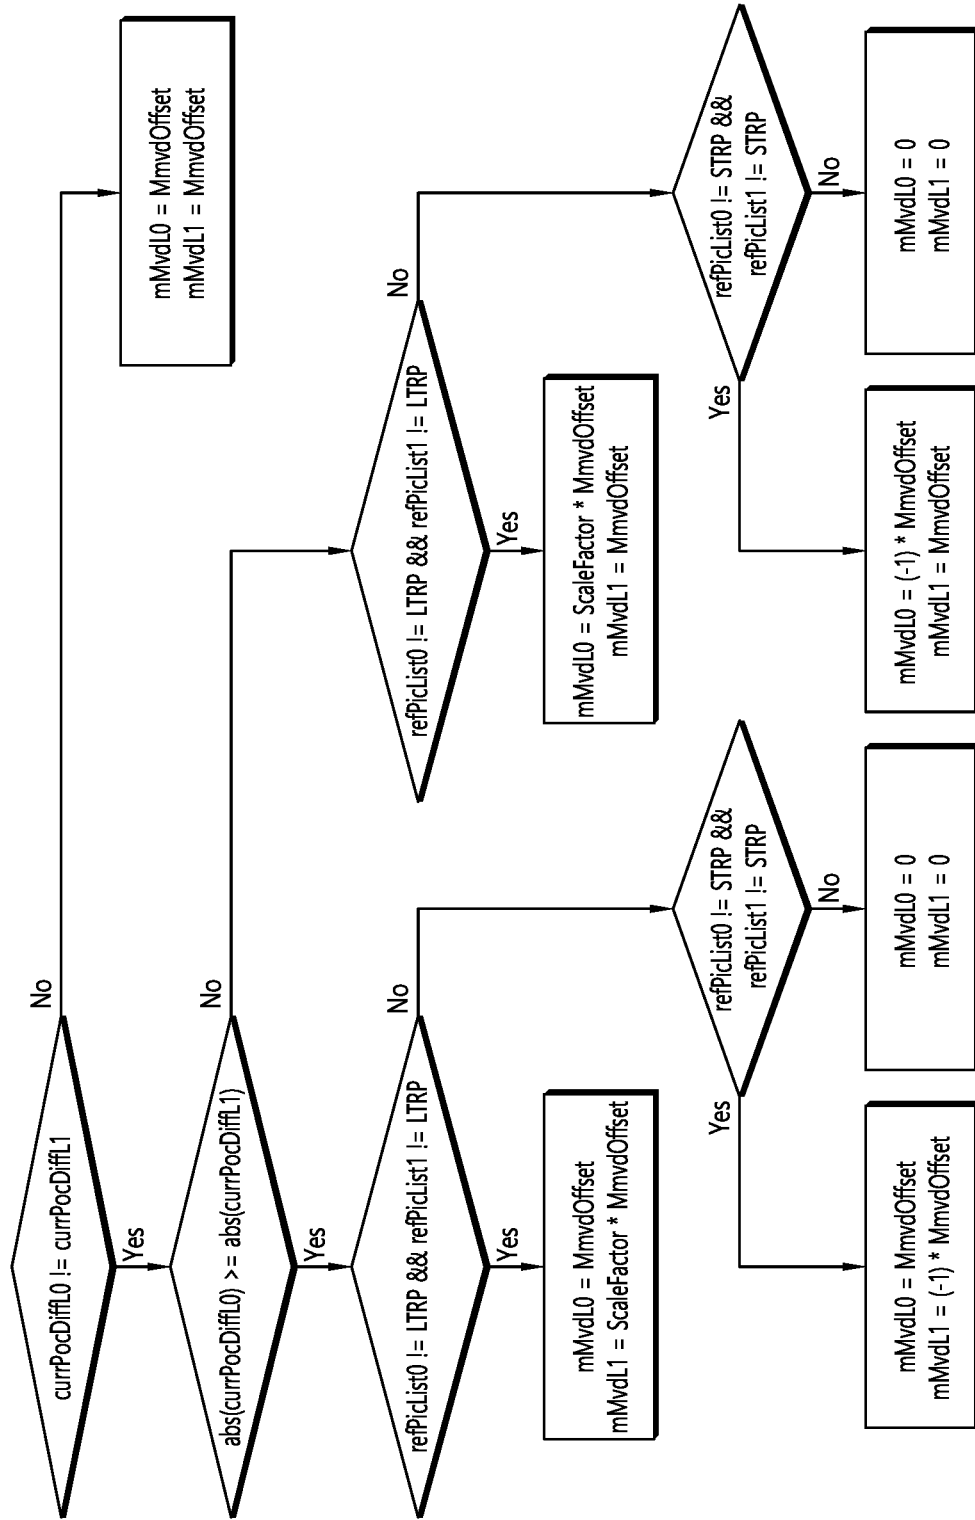 currPocDiffL0 != currPocDiffL1
No
mMvdL0 = MmvdOffset
mMvdL1 = MmvdOffset
Yes
abs(currPocDiffL0) >= abs(currPocDiffL1)
No
Yes
refPicList0 != LTRP && refPicList1 != LTRP
No
Yes
mMvdL0 = MmvdOffset
mMvdL1 = ScaleFactor * MmvdOffset
refPicList0 != STRP &&
refPicList1 != STRP
Yes
mMvdL0 = MmvdOffset
mMvdL1 = (-1) * MmvdOffset
No
mMvdL0 = 0
mMvdL1 = 0
refPicList0 != LTRP && refPicList1 != LTRP
No
Yes
mMvdL0 = ScaleFactor * MmvdOffset
mMvdL1 = MmvdOffset
refPicList0 != STRP &&
refPicList1 != STRP
Yes
mMvdL0 = (-1) * MmvdOffset
mMvdL1 = MmvdOffset
No
mMvdL0 = 0
mMvdL1 = 0